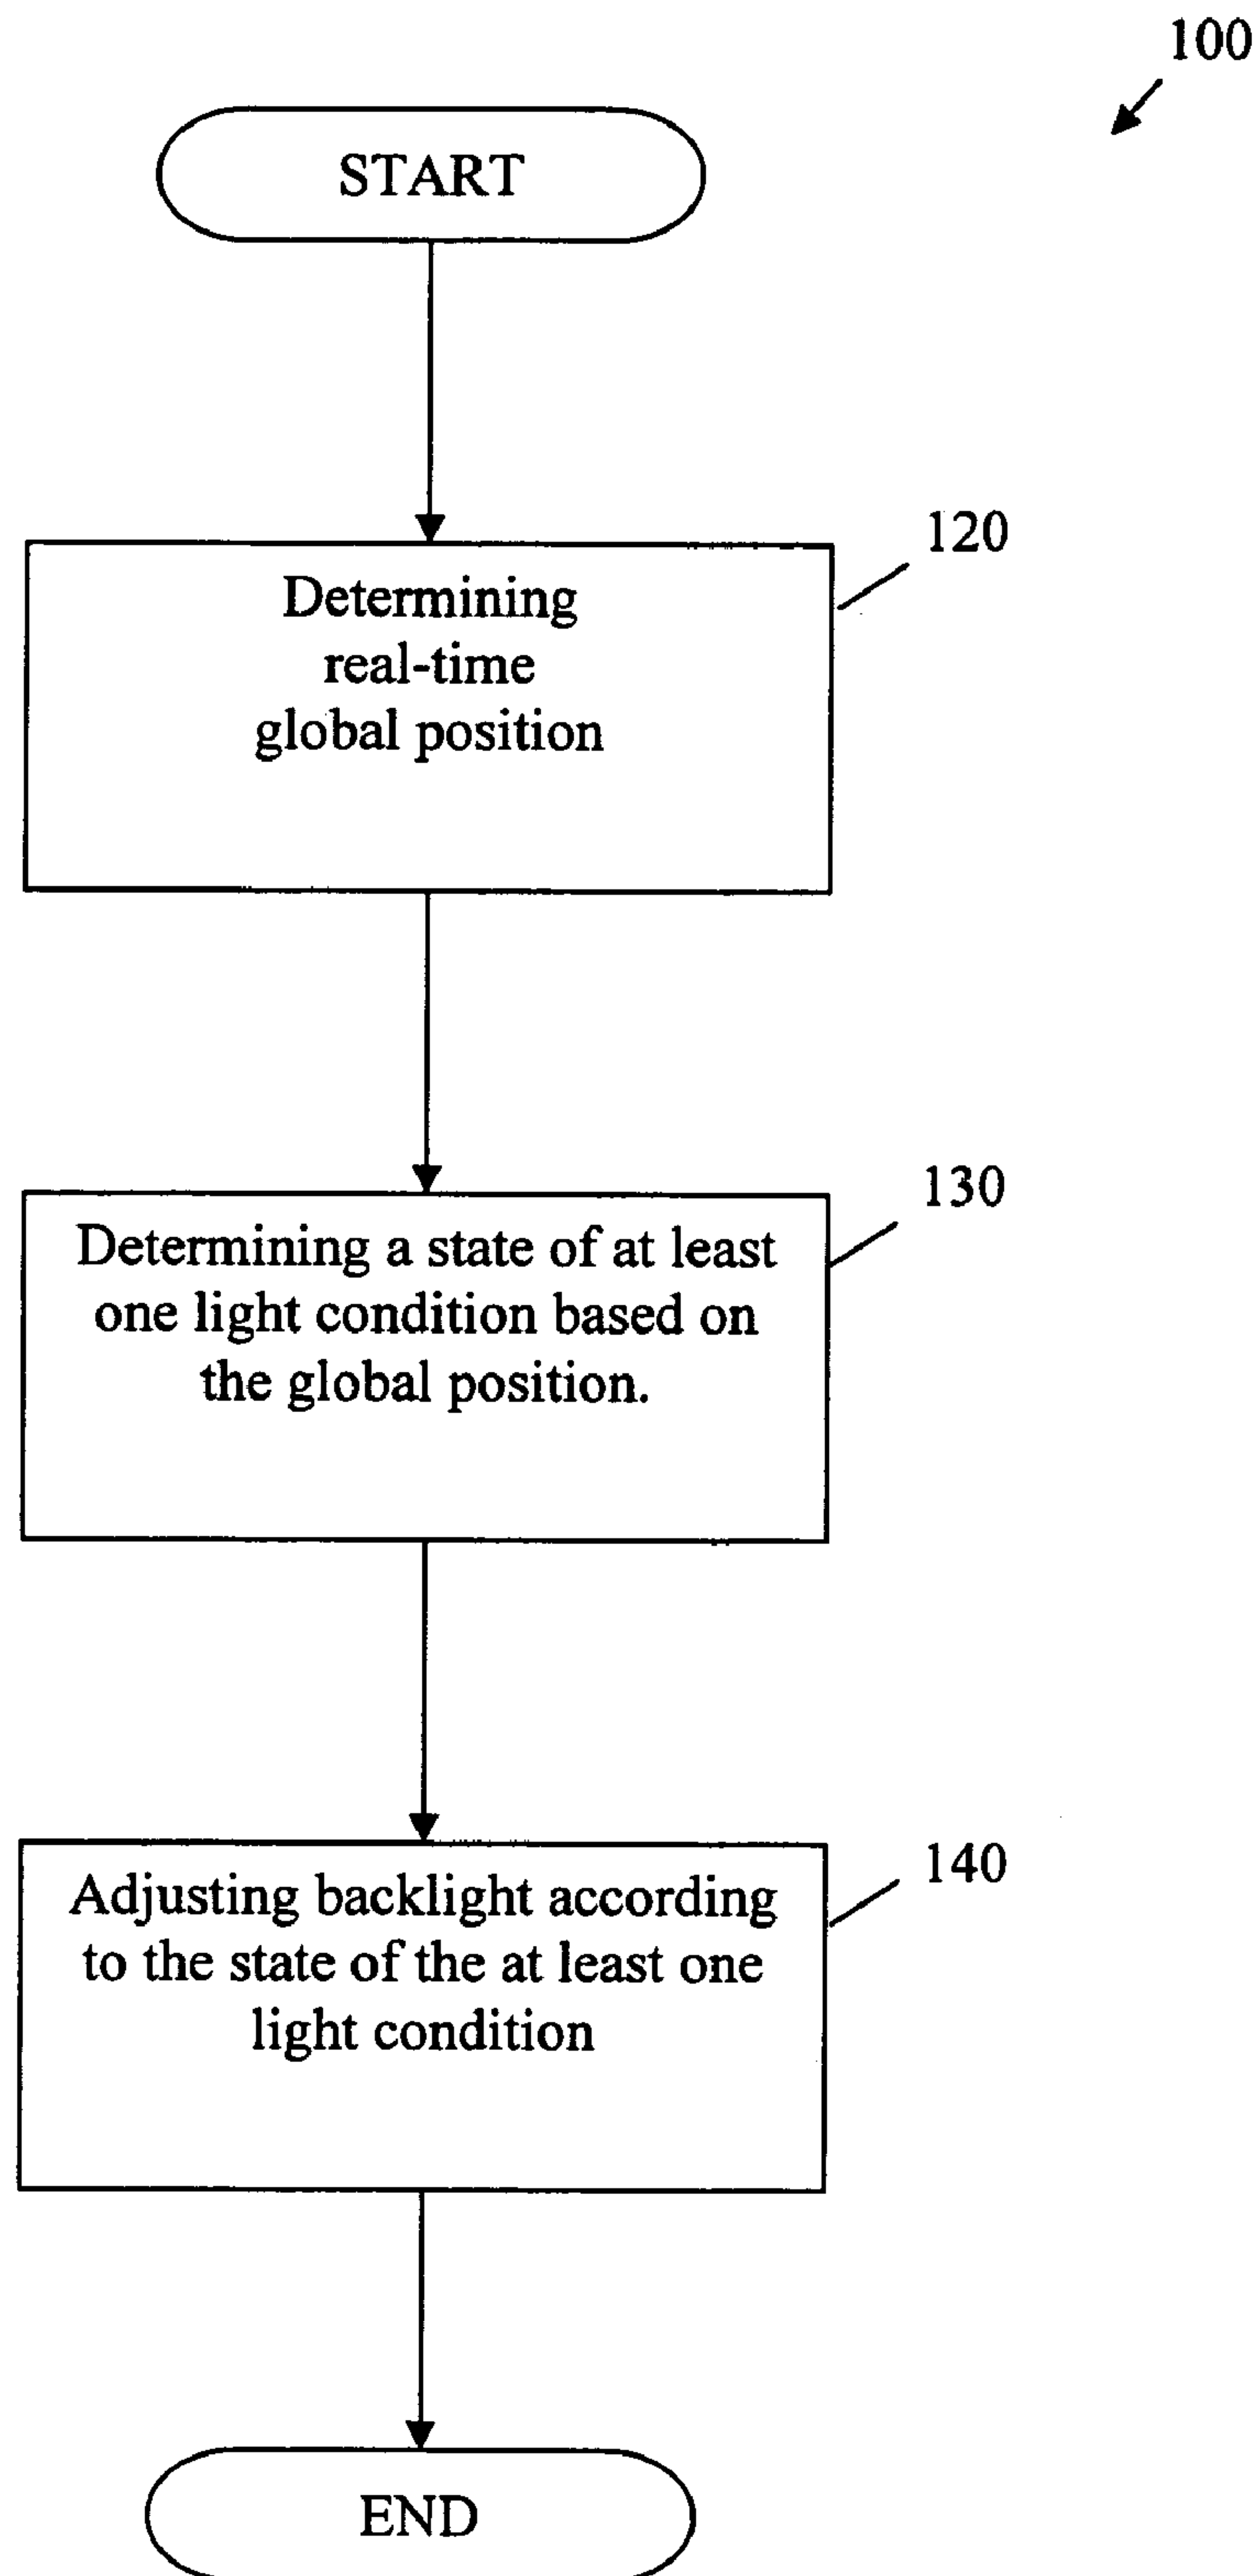 100
START
120
Determining
real-time
global position
130
Determining a state of at least
one light condition based on
the global position.
140
Adjusting backlight according
to the state of the at least one
light condition
END